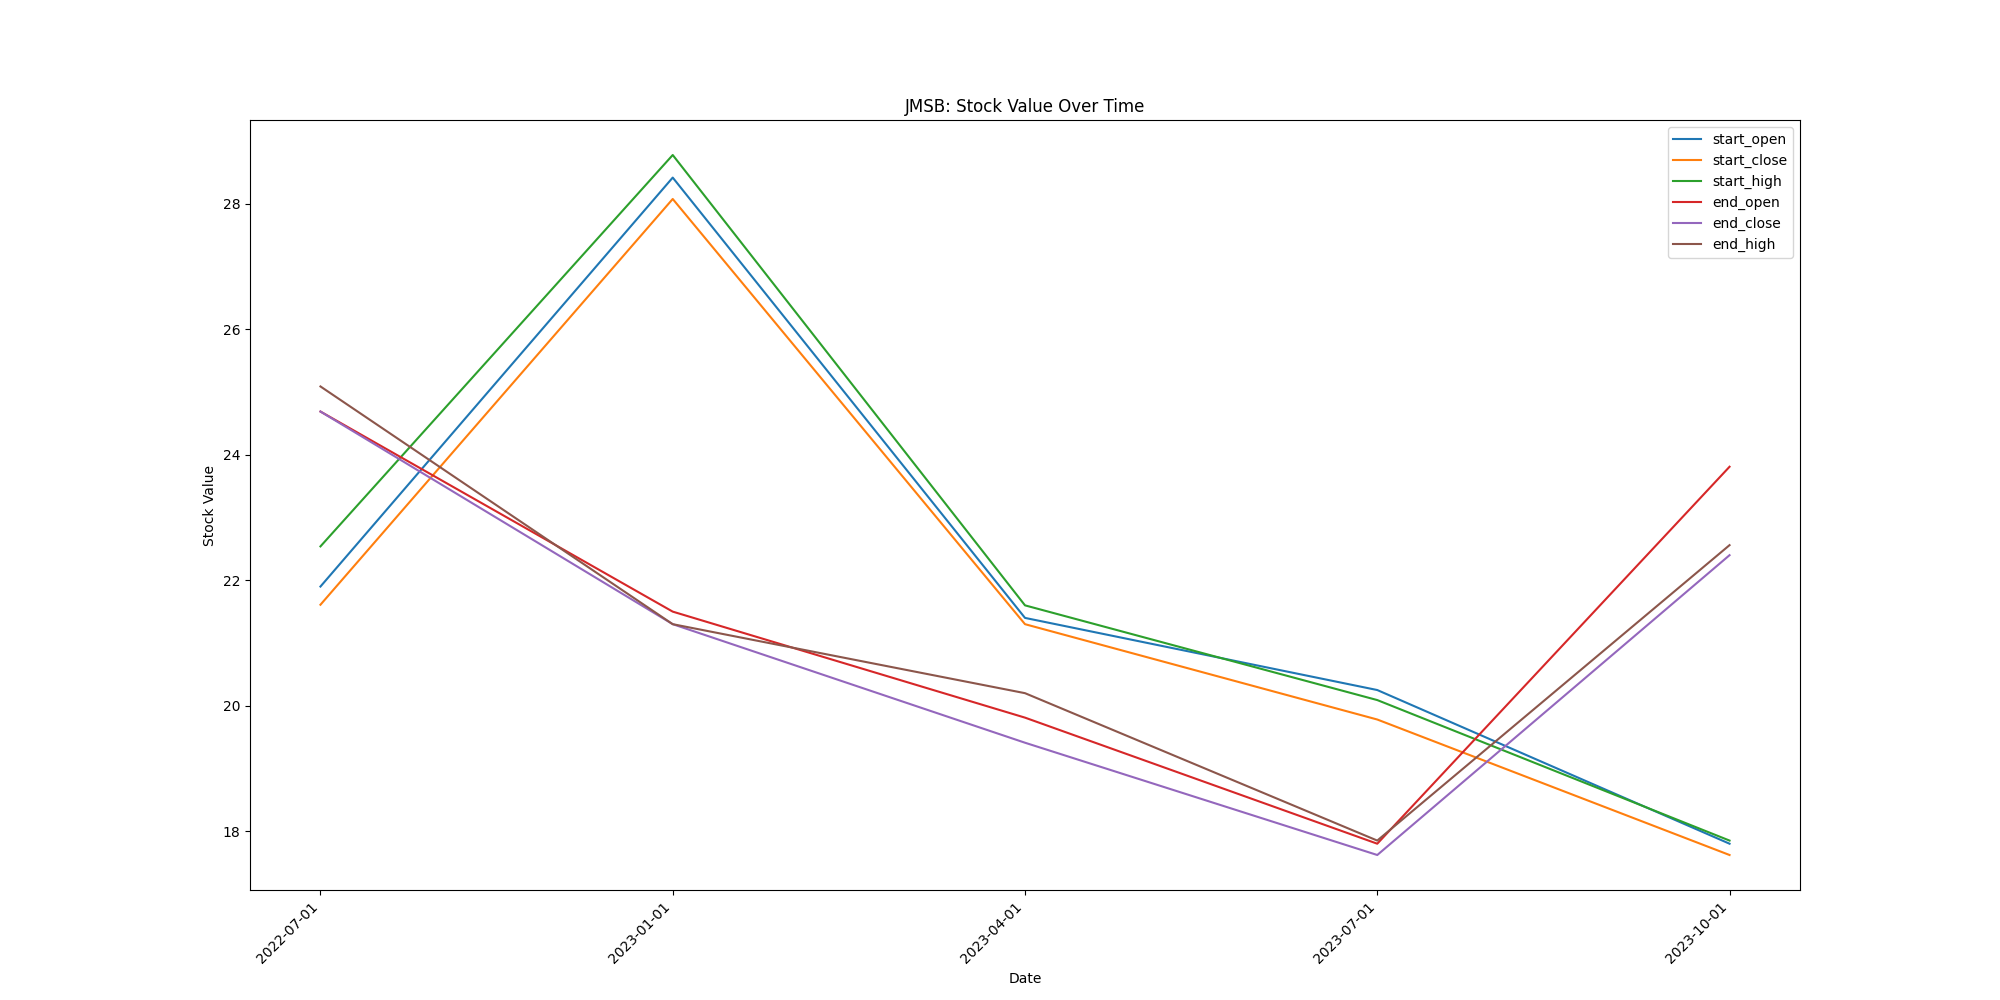 JMSB: Stock Value Over Time
start_open
start_close
start_high
end_open
end_close
end_high
28
26
24
22
20
18
Stock Value
2022-07-01
2023-01-01
2023-04-01
2023-07-01
2023-10-01
Date